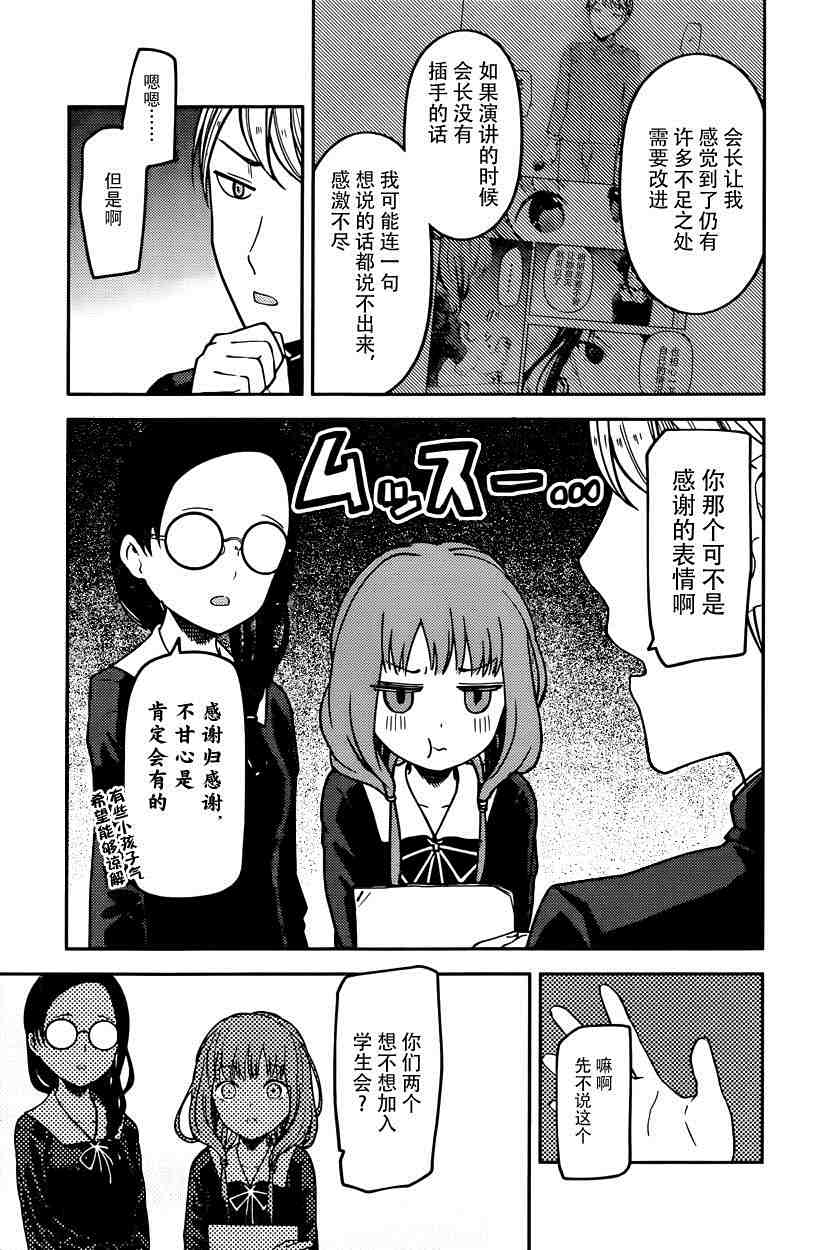 会长让我
感觉到了仍有
许多不足之处
需要改进
如果演讲的时候
会长没有
插手的话
我可能连一句
想说的话都说不出来，
感激不尽
嗯嗯……
但是啊
你那个可不是
感谢的表情啊
ムッスー…
感谢归感谢，
不甘心是
肯定会有的
有些小孩子气
希望能够谅解
嘛啊
先不说这个
你们两个
想不想加入
学生会？